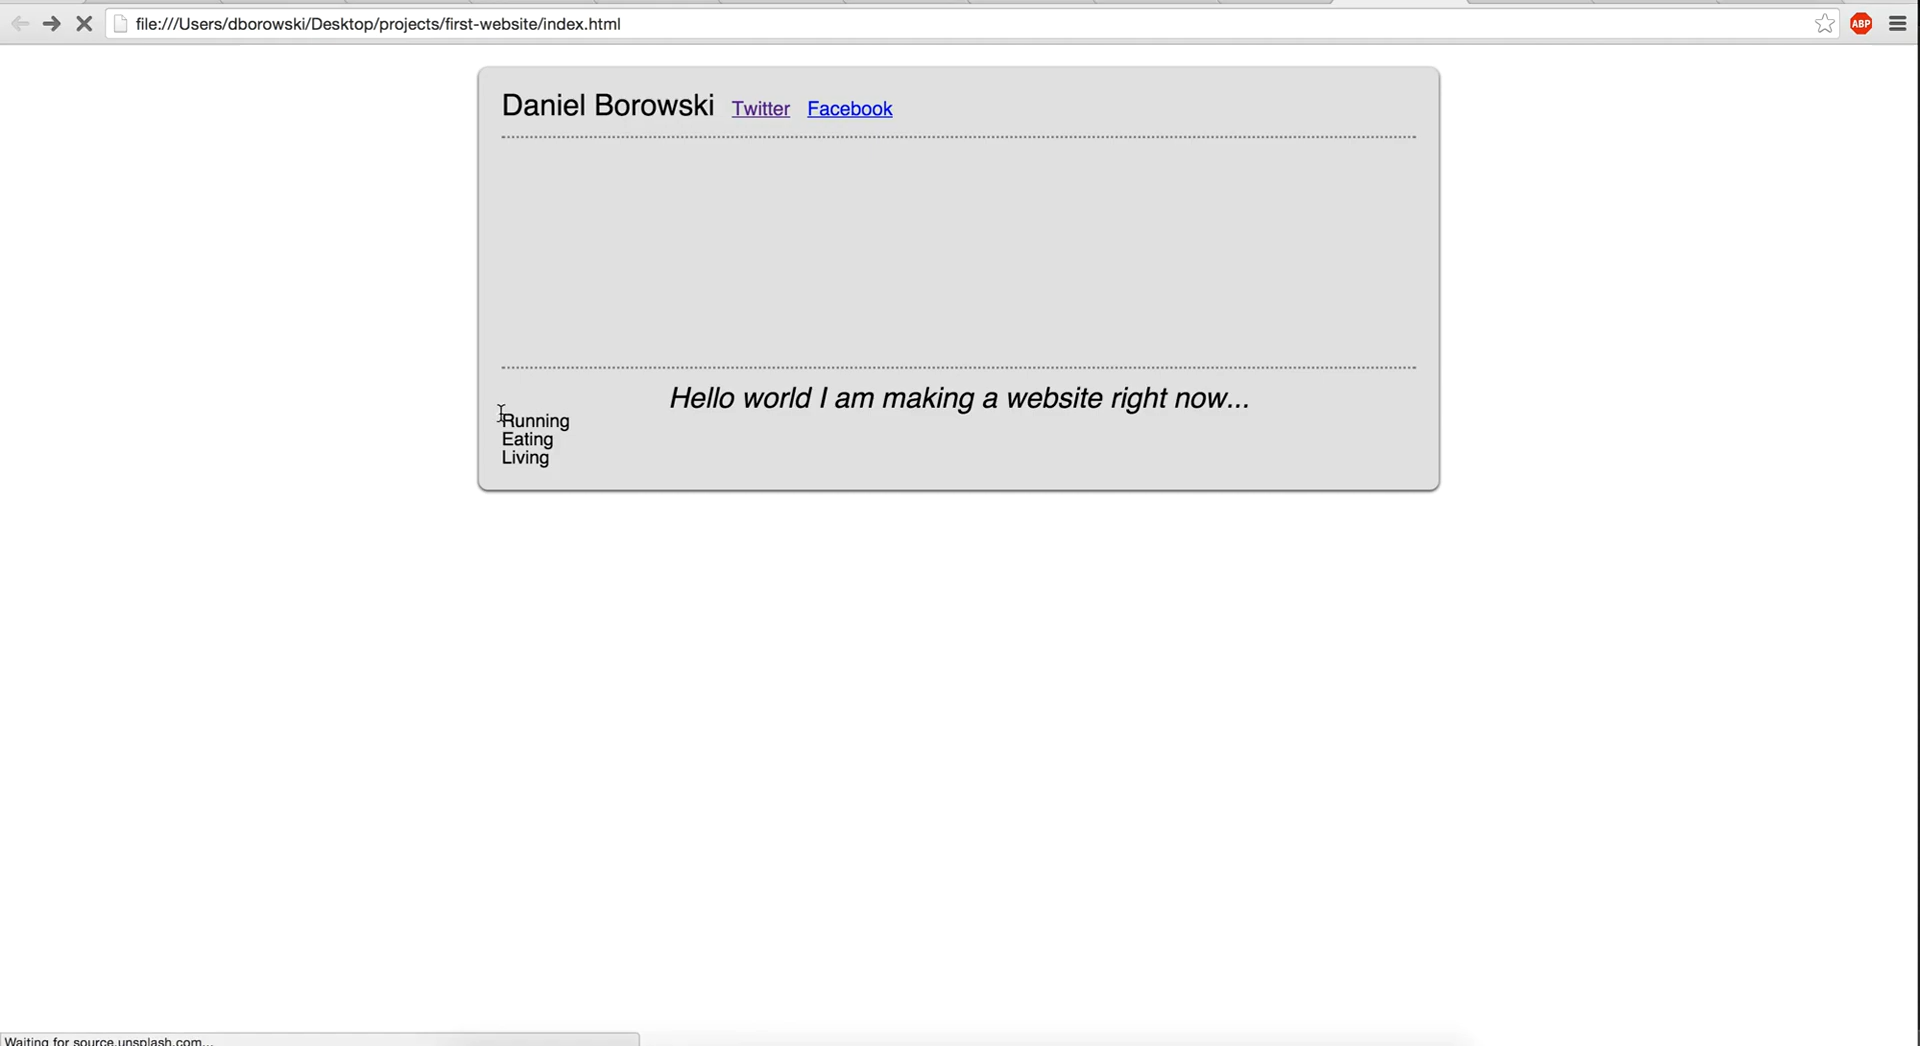 file:///Users/dborowski/Desktop/projects/first-website/index.html
ABP
Daniel Borowski Twitter Facebook
Hello world I am making a website right now...
Running
Eating
Living
Waiting for source.unsplash.com...